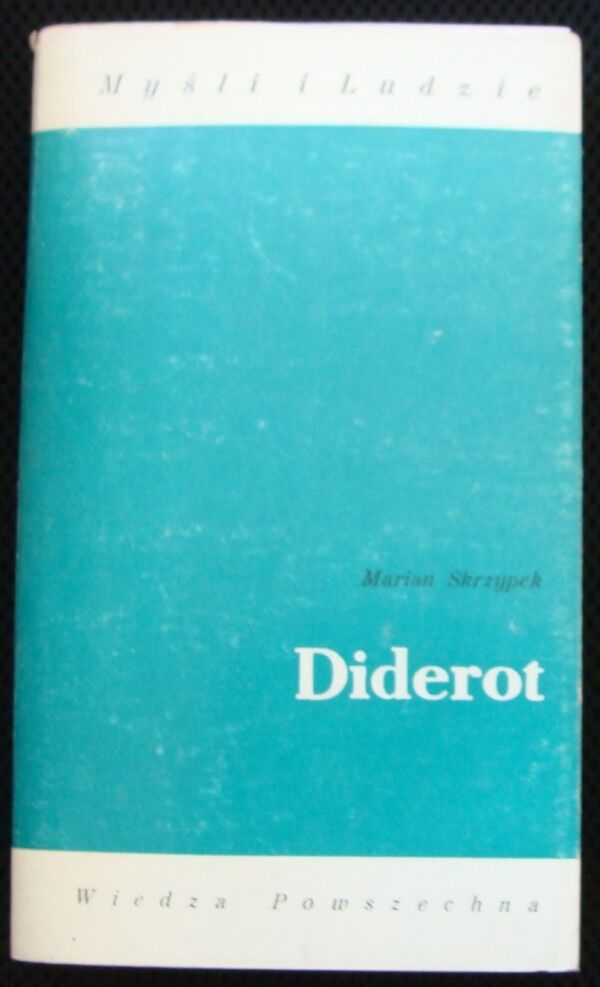 Myśli i Ludzie
Marian Skrzypek
Diderot
Wiedza Powszechna